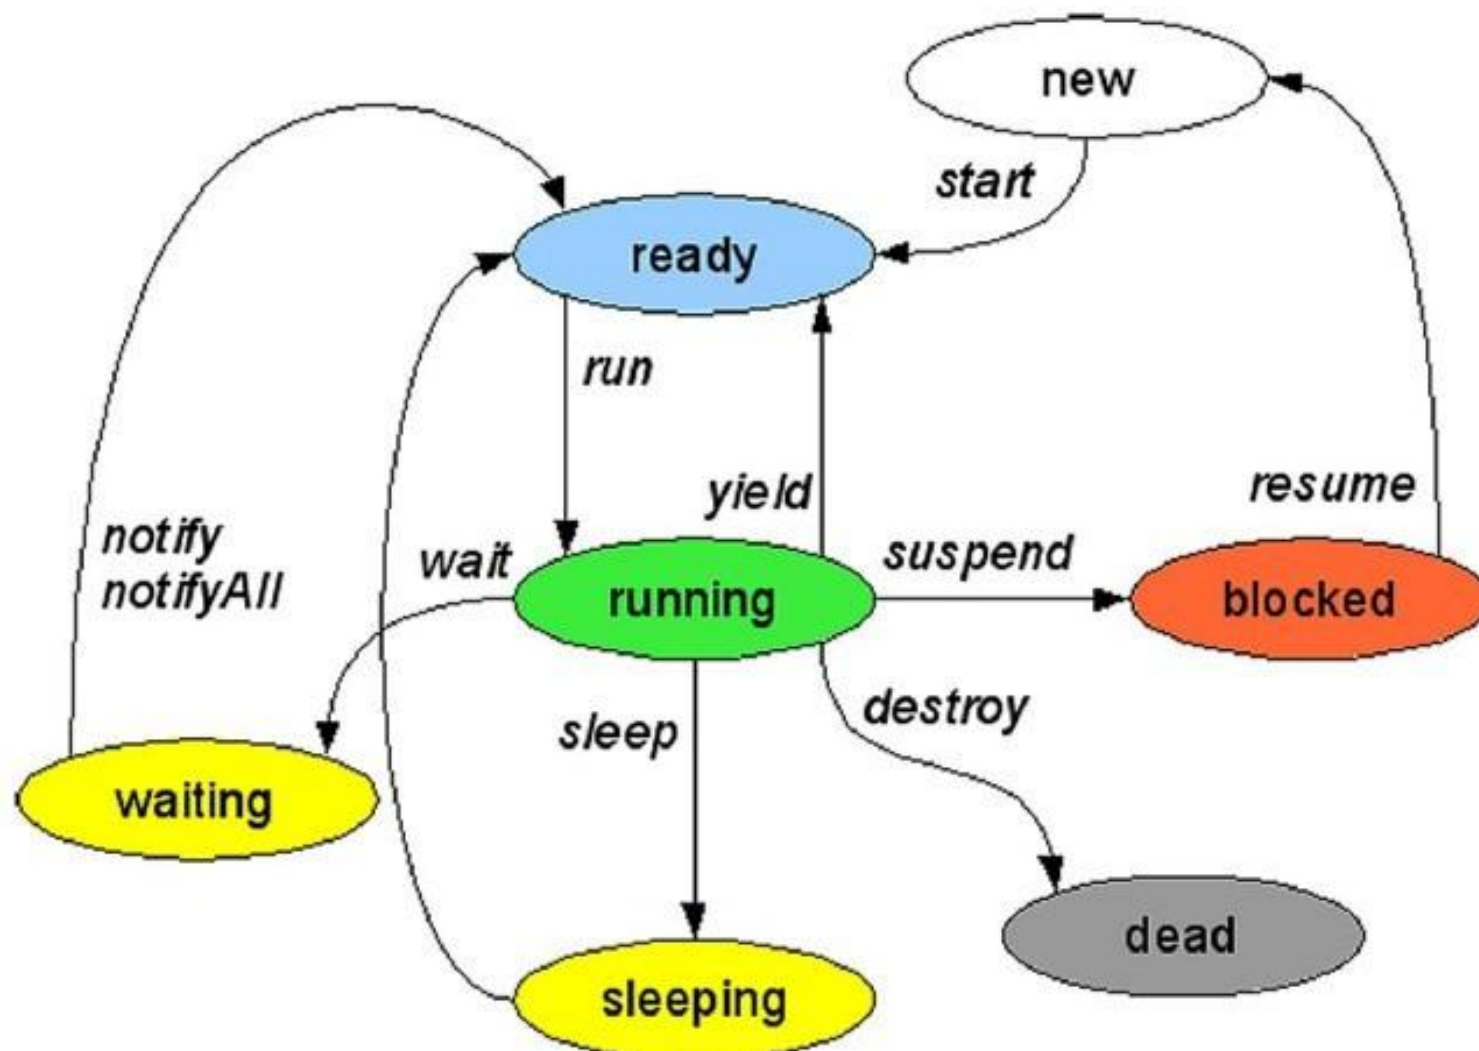 new
start
ready
run
yield
resume
notify
notifyAll
wait
suspend
running
blocked
sleep
destroy
waiting
dead
sleeping